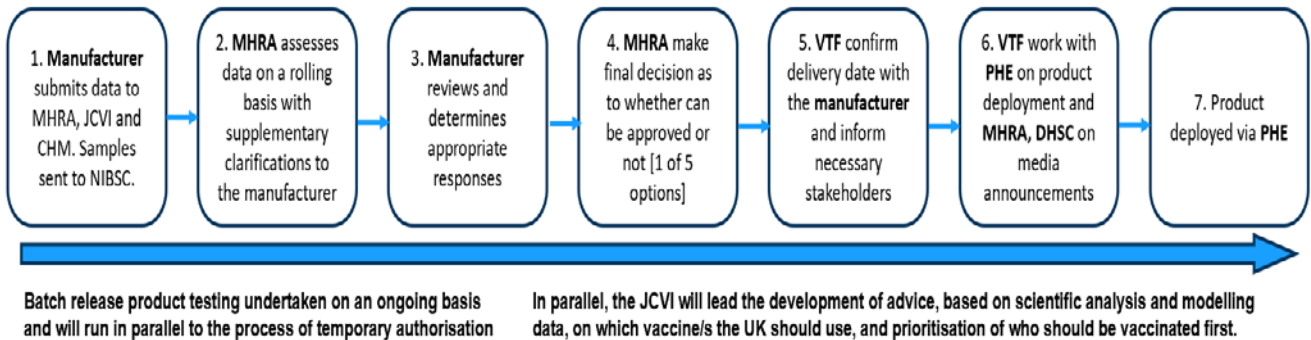 1. Manufacturer
submits data to
MHRA, JCVI and
CHM. Samples
sent to NIBSC.
2. MHRA assesses
data on a rolling
basis with
supplementary
clarifications to
the manufacturer
3. Manufacturer
reviews and
determines
appropriate
responses
4. MHRA make
final decision as
to whether can
be approved or
not [1 of 5
options]
5. VTF confirm
delivery date with
the manufacturer
and inform
necessary
stakeholders
6. VTF work with
PHE on product
deployment and
MHRA, DHSC on
media
announcements
7. Product
deployed via PHE
Batch release product testing undertaken on an ongoing basis
and will run in parallel to the process of temporary authorisation
In parallel, the JCVI will lead the development of advice, based on scientific analysis and modelling
data, on which vaccine/s the UK should use, and prioritisation of who should be vaccinated first.